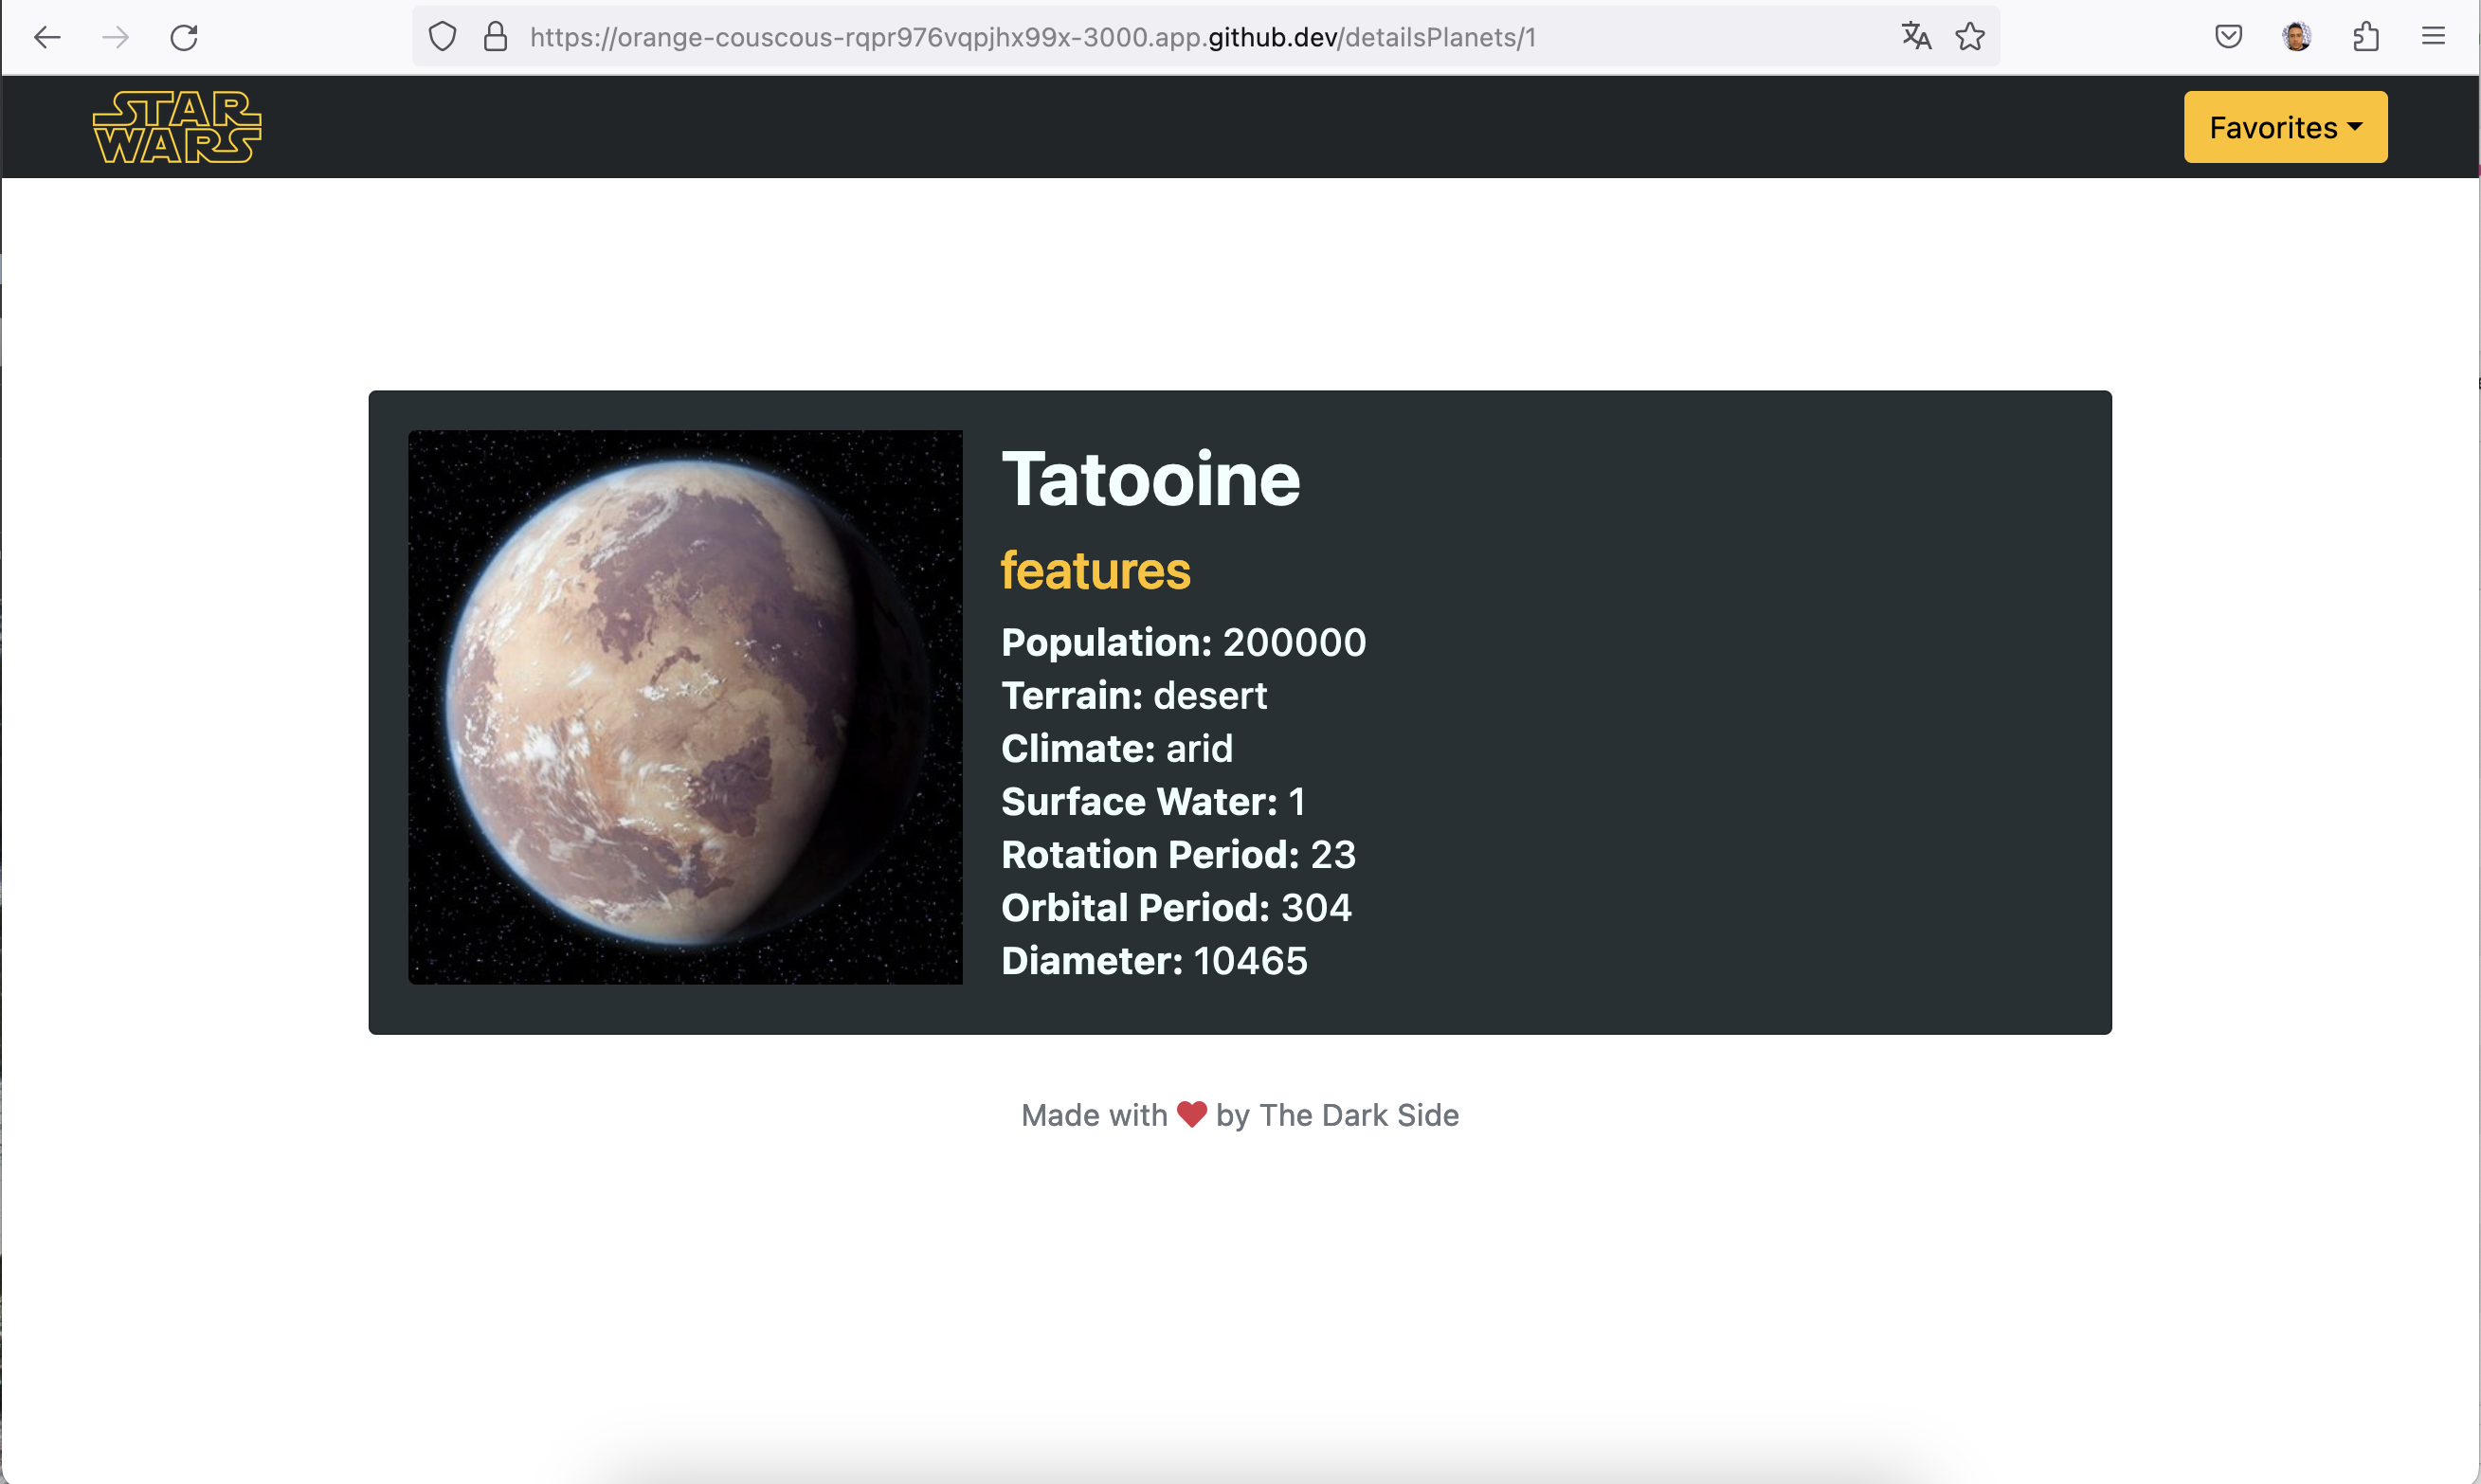 https://orange-couscous-rqpr976vqpjhx99x-3000.app.github.dev/detailsPlanets/1
STAR
WARS
Favorites
Tatooine
features
Population: 200000
Terrain: desert
Climate: arid
Surface Water: 1
Rotation Period: 23
Orbital Period: 304
Diameter: 10465
Made with ❤ by The Dark Side